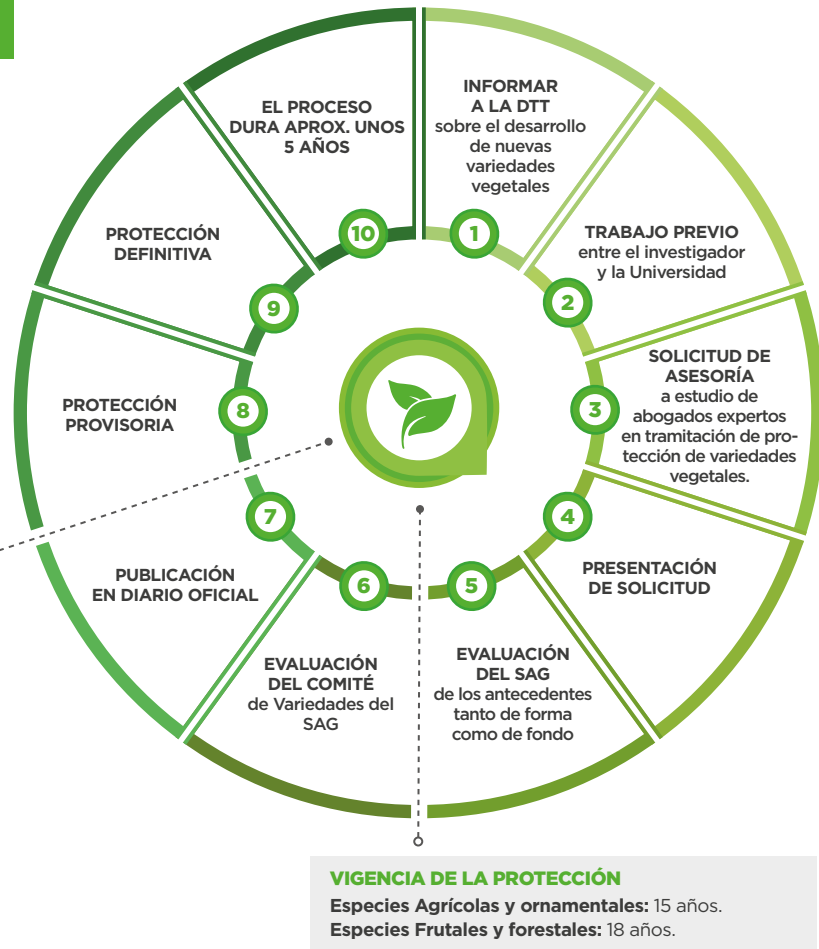 INFORMAR
A LA DTT
sobre el desarrollo
de nuevas
variedades
vegetales
1
TRABAJO PREVIO
entre el investigador
y la Universidad
2
SOLICITUD DE
ASESORÍA
a estudio de
abogados expertos
en tramitación de pro-
tección de variedades
vegetales.
3
PRESENTACIÓN
DE SOLICITUD
4
EVALUACIÓN
DEL SAG
de los antecedentes
tanto de forma
como de fondo
5
EVALUACIÓN
DEL COMITÉ
de Variedades del
SAG
6
PUBLICACIÓN
EN DIARIO OFICIAL
7
PROTECCIÓN
PROVISORIA
8
PROTECCIÓN
DEFINITIVA
9
EL PROCESO
DURA APROX. UNOS
5 AÑOS
10
VIGENCIA DE LA PROTECCIÓN
Especies Agrícolas y ornamentales: 15 años.
Especies Frutales y forestales: 18 años.